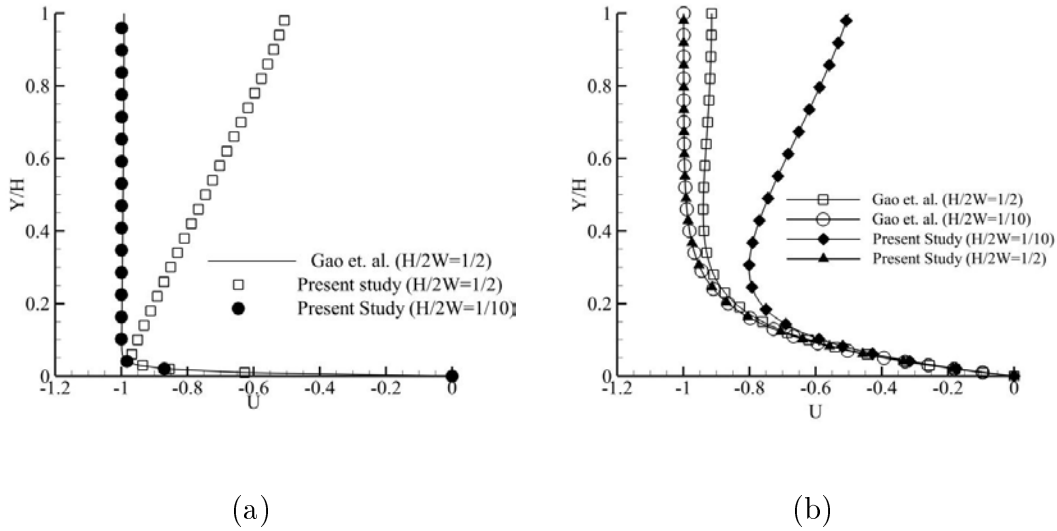 1
0.8
0.6
0.4
0.2
0
Y/H
Gao et. al (H/2W=1/2)
Present study (H/2W=1/2)
Present Study (H/2W=1/10)
-1.2 -1 -0.8 -0.6 -0.4 -0.2 0
U
(a)
1
0.8
0.6
0.4
0.2
0
Y/H
Gao et. al (H/2W=1/2)
Gao et. al (H/2W=1/10)
Present Study (H/2W=1/10)
Present Study (H/2W=1/2)
-1.2 -1 -0.8 -0.6 -0.4 -0.2 0
U
(b)